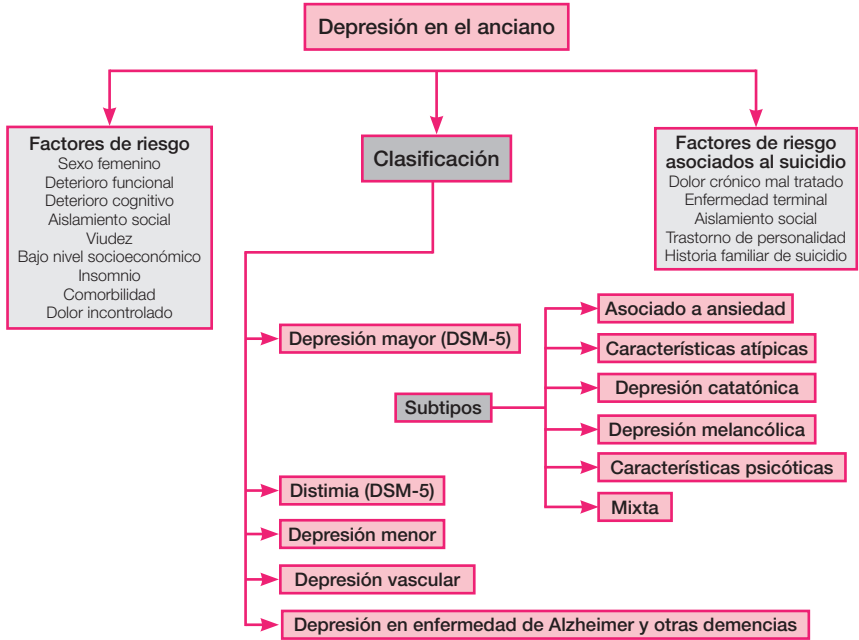 Depresión en el anciano
Factores de riesgo
Sexo femenino
Deterioro funcional
Deterioro cognitivo
Aislamiento social
Viudez
Bajo nivel socioeconómico
Insomnio
Comorbilidad
Dolor incontrolado
Clasificación
Factores de riesgo
asociados al suicidio
Dolor crónico mal tratado
Enfermedad terminal
Aislamiento social
Trastorno de personalidad
Historia familiar de suicidio
Depresión mayor (DSM-5)
Subtipos
Asociado a ansiedad
Características atípicas
Depresión catatónica
Depresión melancólica
Características psicóticas
Mixta
Distimia (DSM-5)
Depresión menor
Depresión vascular
Depresión en enfermedad de Alzheimer y otras demencias